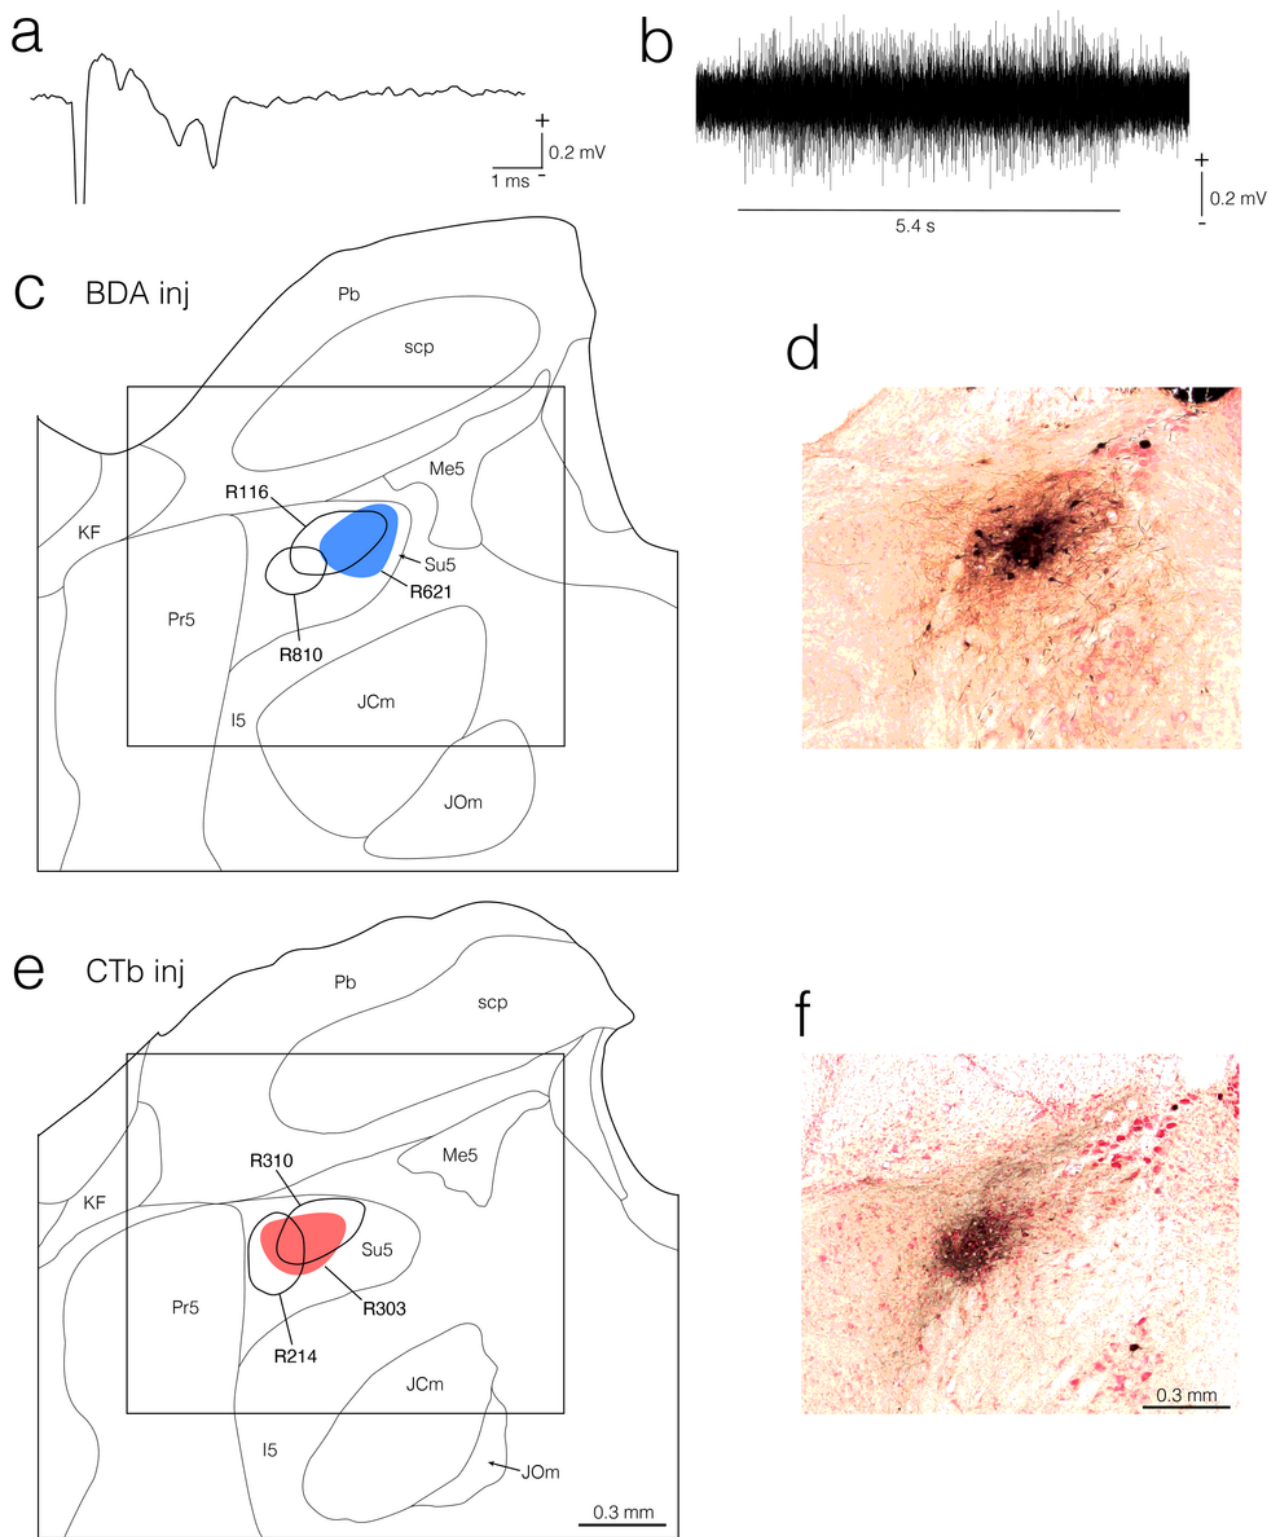 a
+
0.2 mV
1 ms
-
b
+
0.2 mV
-
5.4 s
c BDA inj
Pb
scp
Me5
R116
KF
Su5
R621
Pr5
R810
JCm
I5
JOm
d
e CTb inj
Pb
scp
R310
Me5
KF
Su5
Pr5
R303
R214
JCm
I5
JOm
0.3 mm
f
0.3 mm